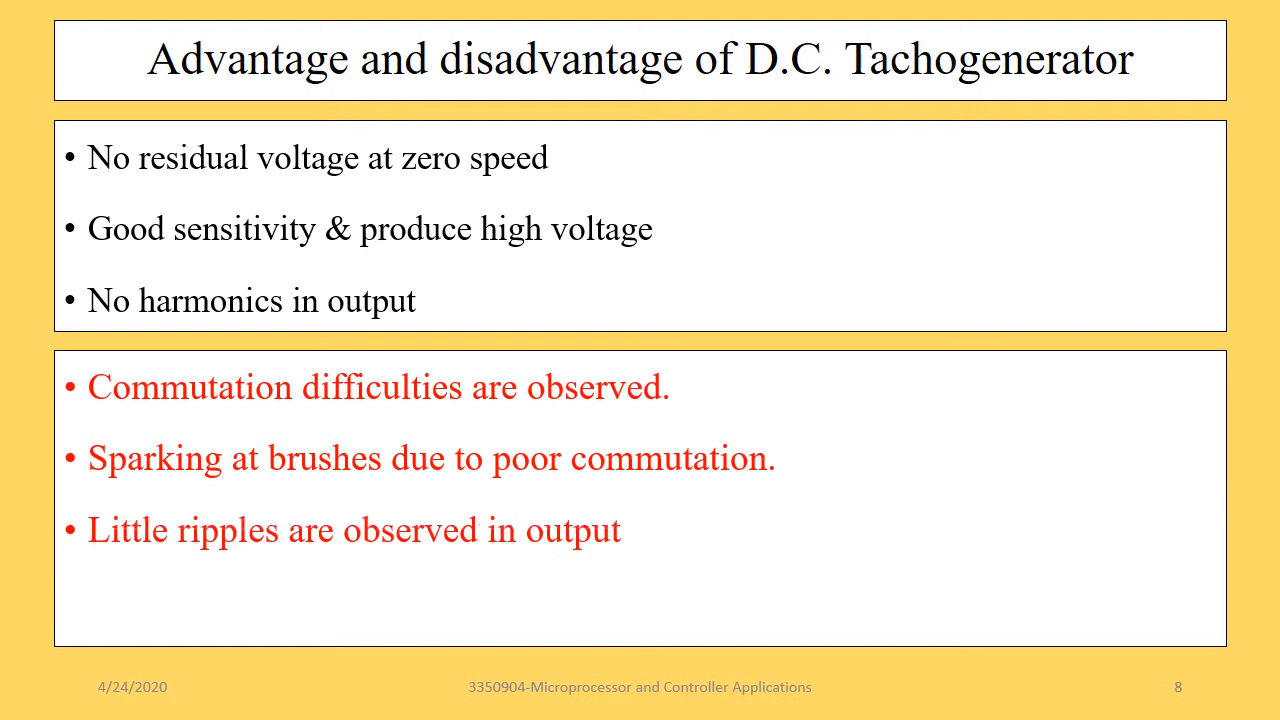 Advantage and disadvantage of D.C. Tachogenerator
• No residual voltage at zero speed
• Good sensitivity & produce high voltage
• No harmonics in output
• Commutation difficulties are observed.
• Sparking at brushes due to poor commutation.
• Little ripples are observed in output
4/24/2020
3350904-Microprocessor and Controller Applications
8